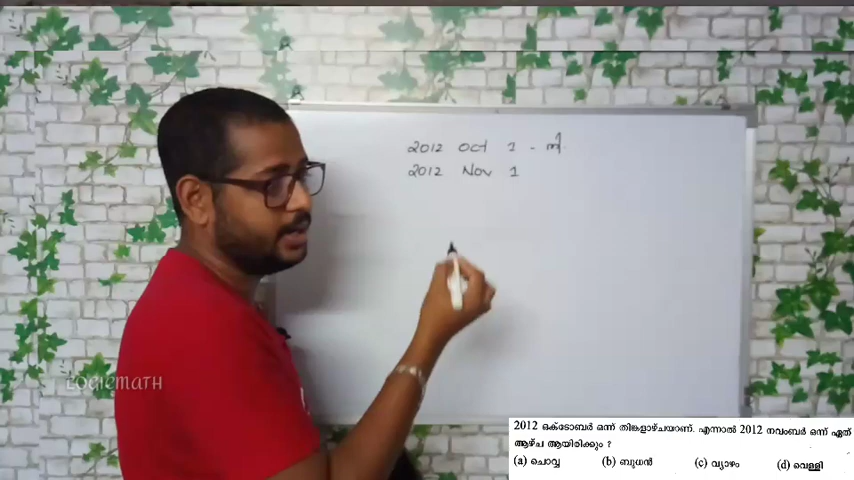 2012 Oct 1 - തി.
2012 Nov 1
LOGICMATH
2012 ഒക്ടോബർ ഒന്ന് തിങ്കളാഴ്ചയാണ്. എന്നാൽ 2012 നവംബർ ഒന്ന് ഏത്
ആഴ്ച ആയിരിക്കും ?
(a) ചൊവ്വ (b) ബുധൻ (c) വ്യാഴം (d) വെള്ളി